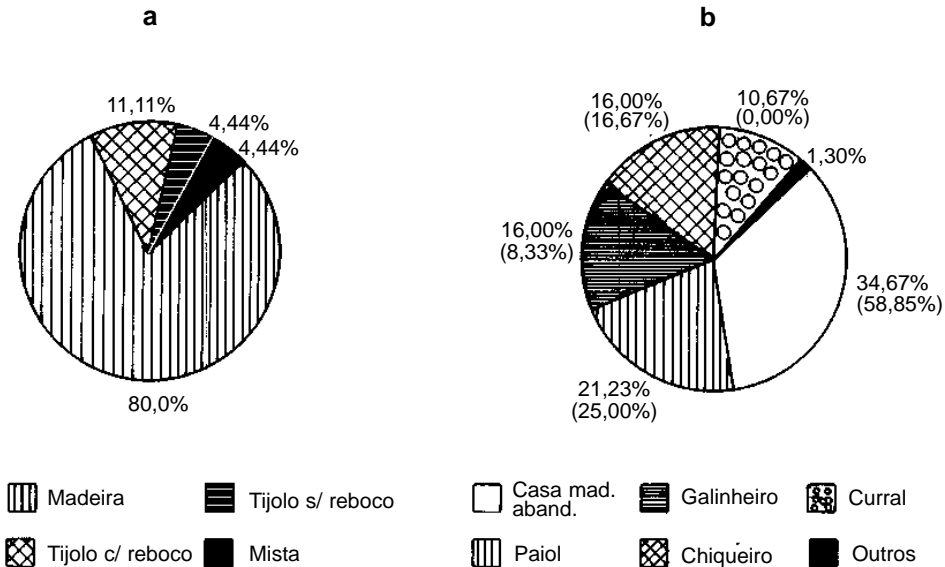 a
11,11%
4,44%
4,44%
80,0%
Madeira
Tijolo s/ reboco
Tijolo c/ reboco
Mista
b
16,00%
(16,67%)
10,67%
(0,00%)
1,30%
16,00%
(8,33%)
34,67%
(58,85%)
21,23%
(25,00%)
Casa mad.
aband.
Galinheiro
Curral
Paiol
Chiqueiro
Outros